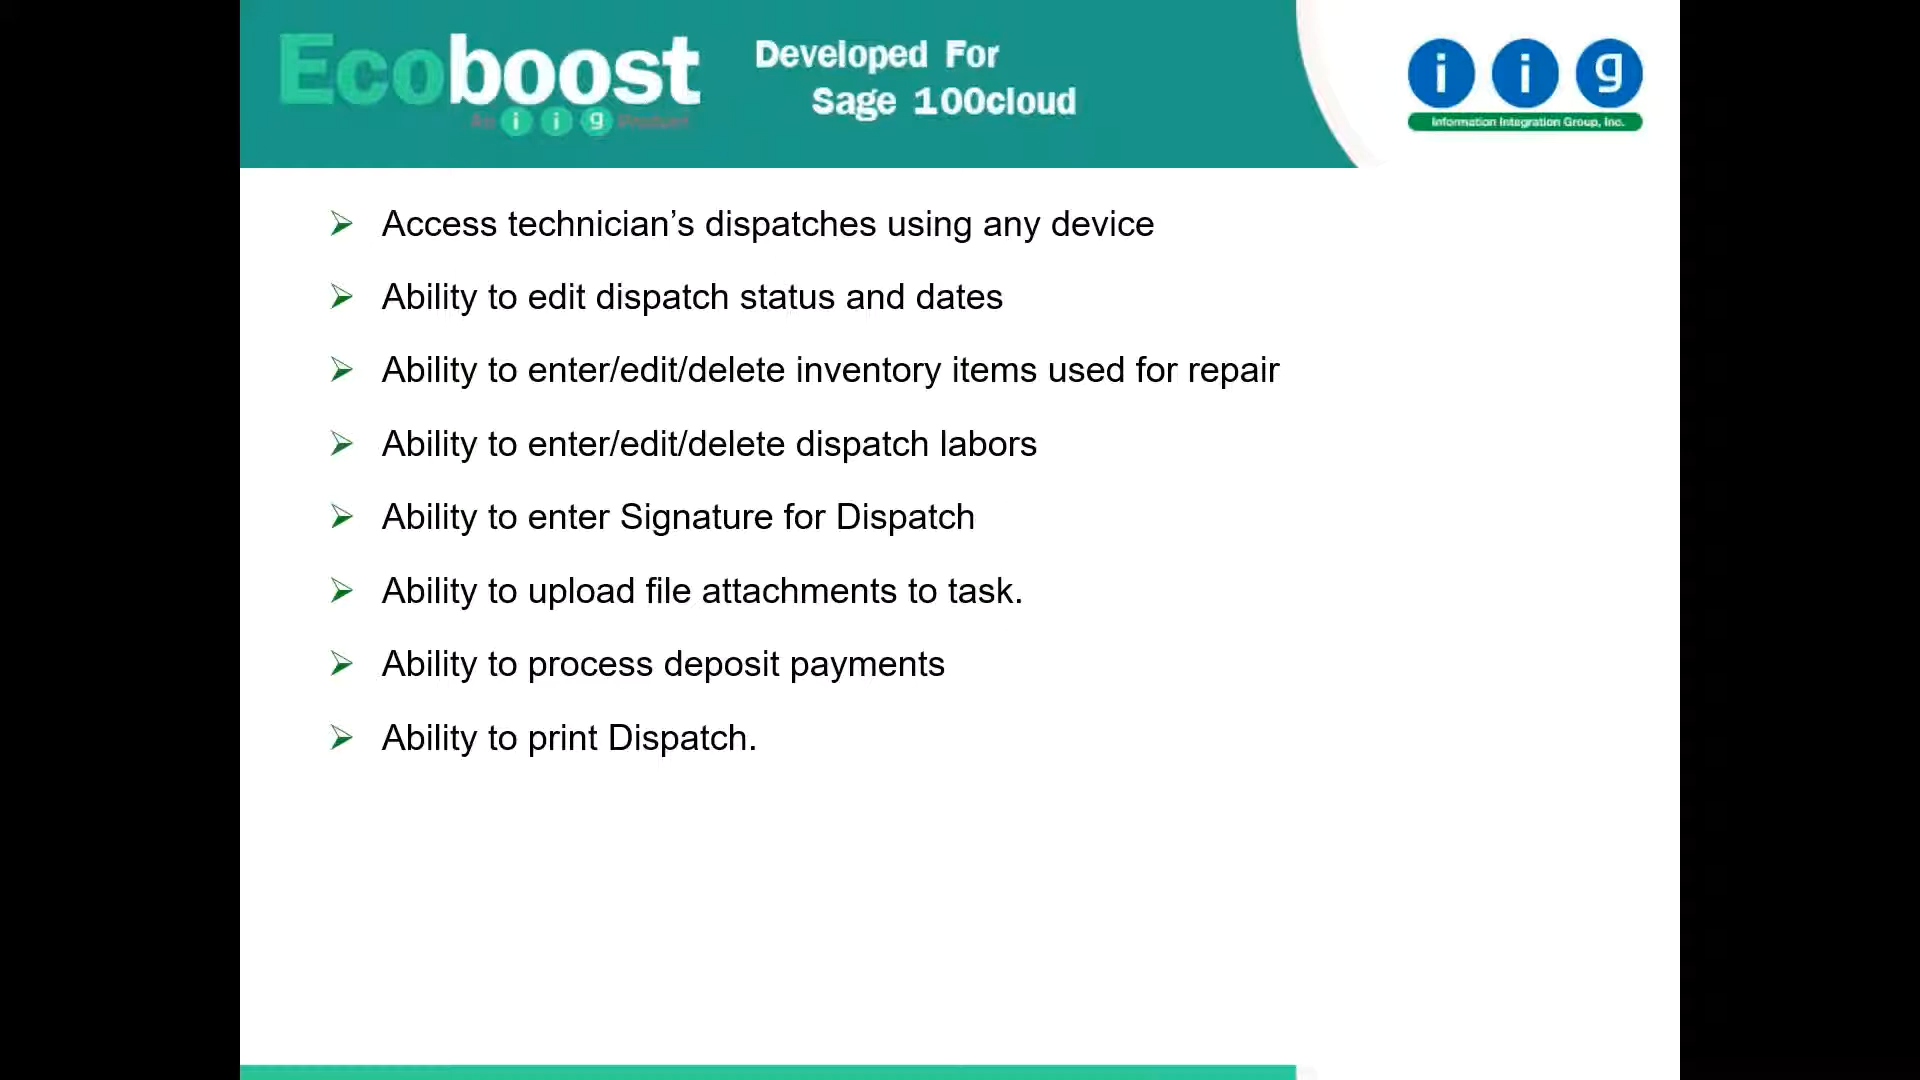 Ecoboost
An i i g Product
Developed For
Sage 100cloud
i i g
Information Integration Group, Inc.
Access technician’s dispatches using any device
Ability to edit dispatch status and dates
Ability to enter/edit/delete inventory items used for repair
Ability to enter/edit/delete dispatch labors
Ability to enter Signature for Dispatch
Ability to upload file attachments to task.
Ability to process deposit payments
Ability to print Dispatch.